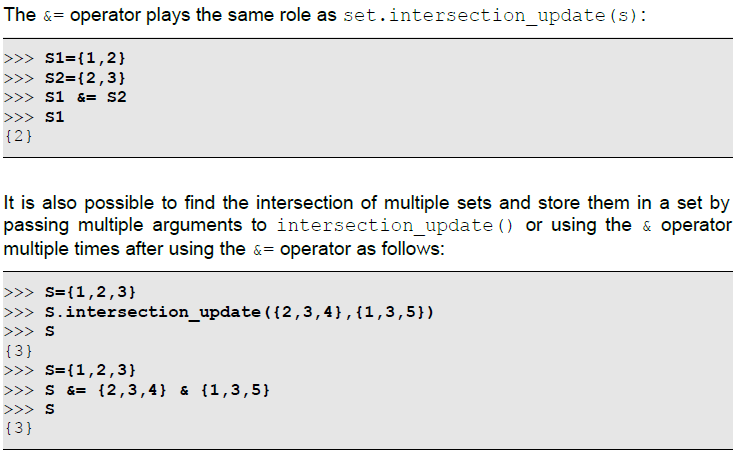 The &= operator plays the same role as set.intersection_update(s):
>>> S1={1,2}
>>> S2={2,3}
>>> S1 &= S2
>>> S1
{2}
It is also possible to find the intersection of multiple sets and store them in a set by
passing multiple arguments to intersection_update() or using the & operator
multiple times after using the &= operator as follows:
>>> S={1,2,3}
>>> S.intersection_update({2,3,4},{1,3,5})
>>> S
{3}
>>> S={1,2,3}
>>> S &= {2,3,4} & {1,3,5}
>>> S
{3}